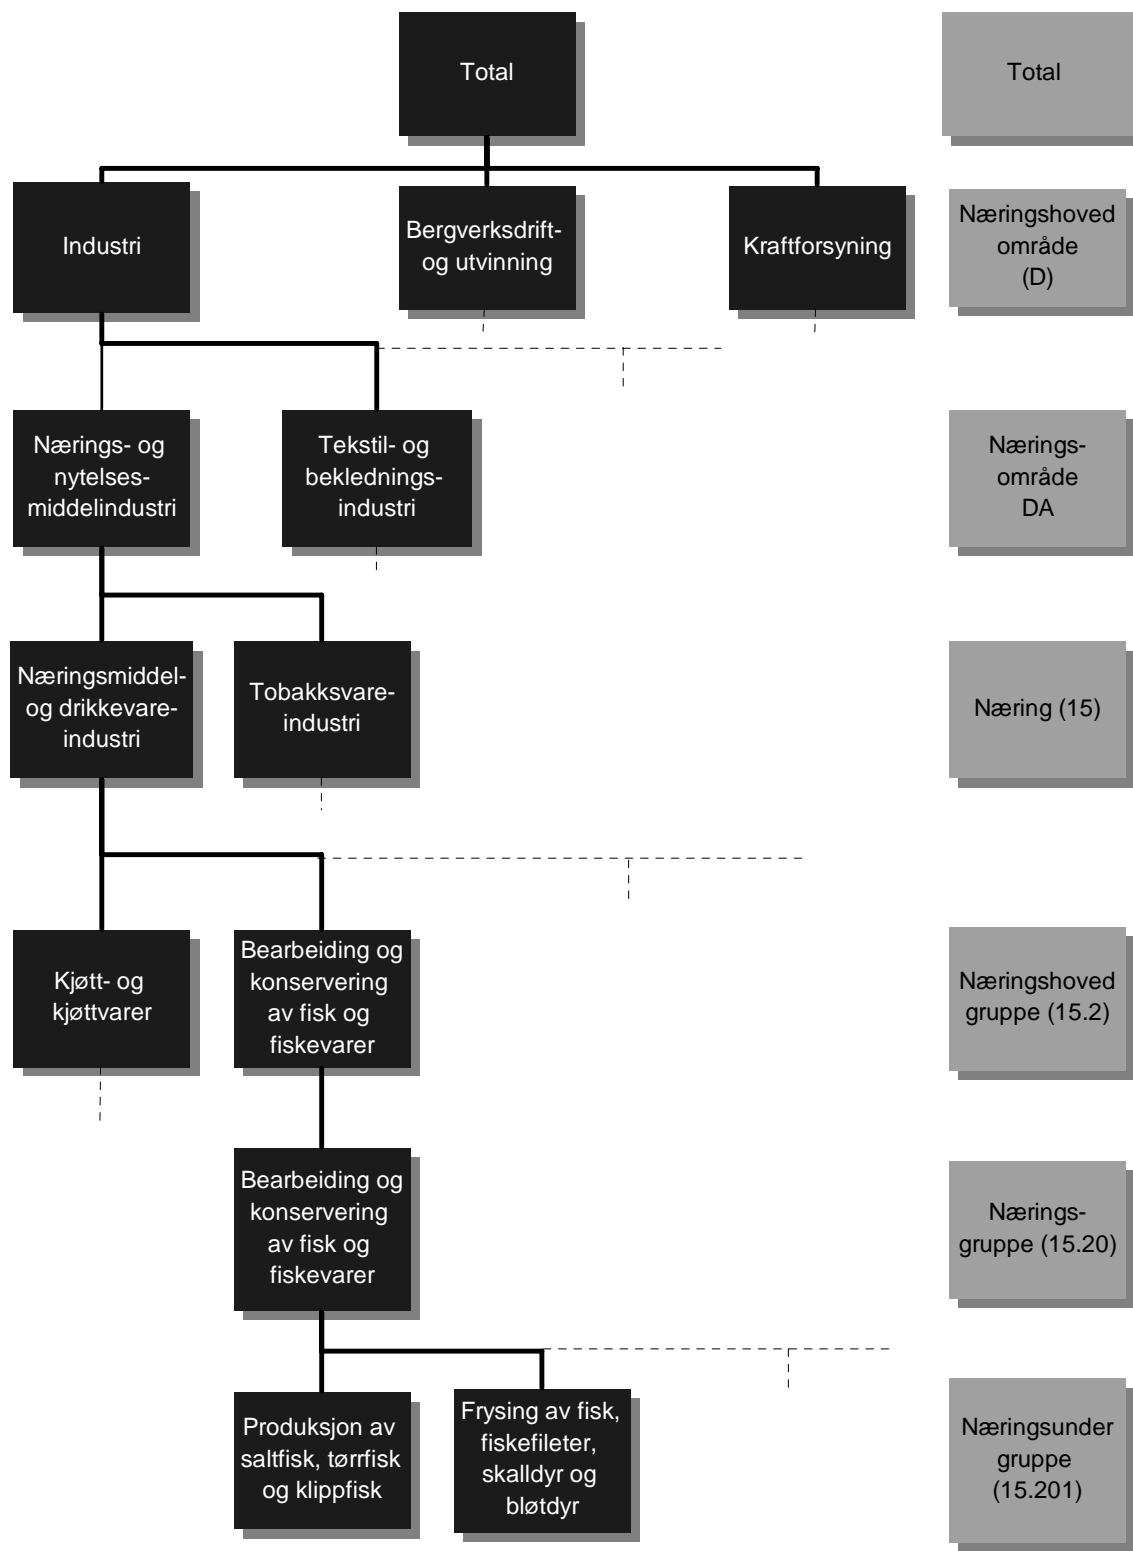 Total
Total
Industri
Bergverksdrift-
og utvinning
Kraftforsyning
Næringshoved
område
(D)
Nærings- og
nytelses-
middelindustri
Tekstil- og
beklednings-
industri
Nærings-
område
DA
Næringsmiddel-
og drikkevare-
industri
Tobakksvare-
industri
Næring (15)
Kjøtt- og
kjøttvarer
Bearbeiding og
konservering
av fisk og
fiskevarer
Næringshoved
gruppe (15.2)
Bearbeiding og
konservering
av fisk og
fiskevarer
Nærings-
gruppe (15.20)
Produksjon av
saltfisk, tørrfisk
og klippfisk
Frysing av fisk,
fiskefileter,
skalldyr og
bløtdyr
Næringsunder
gruppe
(15.201)